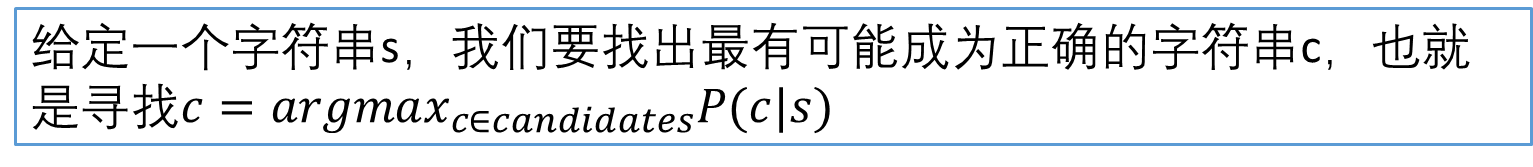 给定一个字符串s，我们要找出最有可能成为正确的字符串c，也就
是寻找c = argmax_{c∈candidates}P(c|s)